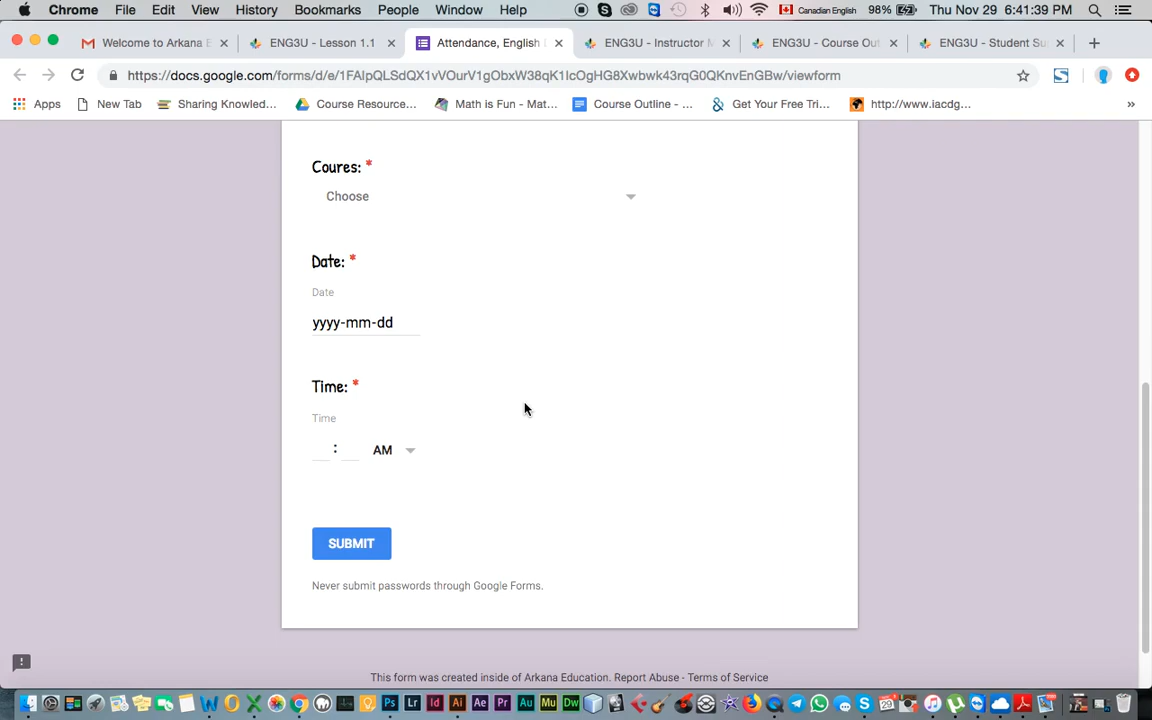 Chrome File Edit View History Bookmarks People Window Help Canadian English 98% Thu Nov 29 6:41:39 PM
Welcome to Arkana E
ENG3U - Lesson 1.1
Attendance, English
ENG3U - Instructor M
ENG3U - Course Out
ENG3U - Student Su
https://docs.google.com/forms/d/e/1FAIpQLSdQX1vVOurV1gObxW38qK1IcOgHG8Xwbwk43rqG0QKnvEnGBw/viewform
Apps New Tab Sharing Knowled... Course Resource... Math is Fun - Mat... Course Outline - ... Get Your Free Tri... http://www.iacdg... »
Coures: *
Choose
Date: *
Date
yyyy-mm-dd
Time: *
Time
: AM
SUBMIT
Never submit passwords through Google Forms.
This form was created inside of Arkana Education. Report Abuse - Terms of Service